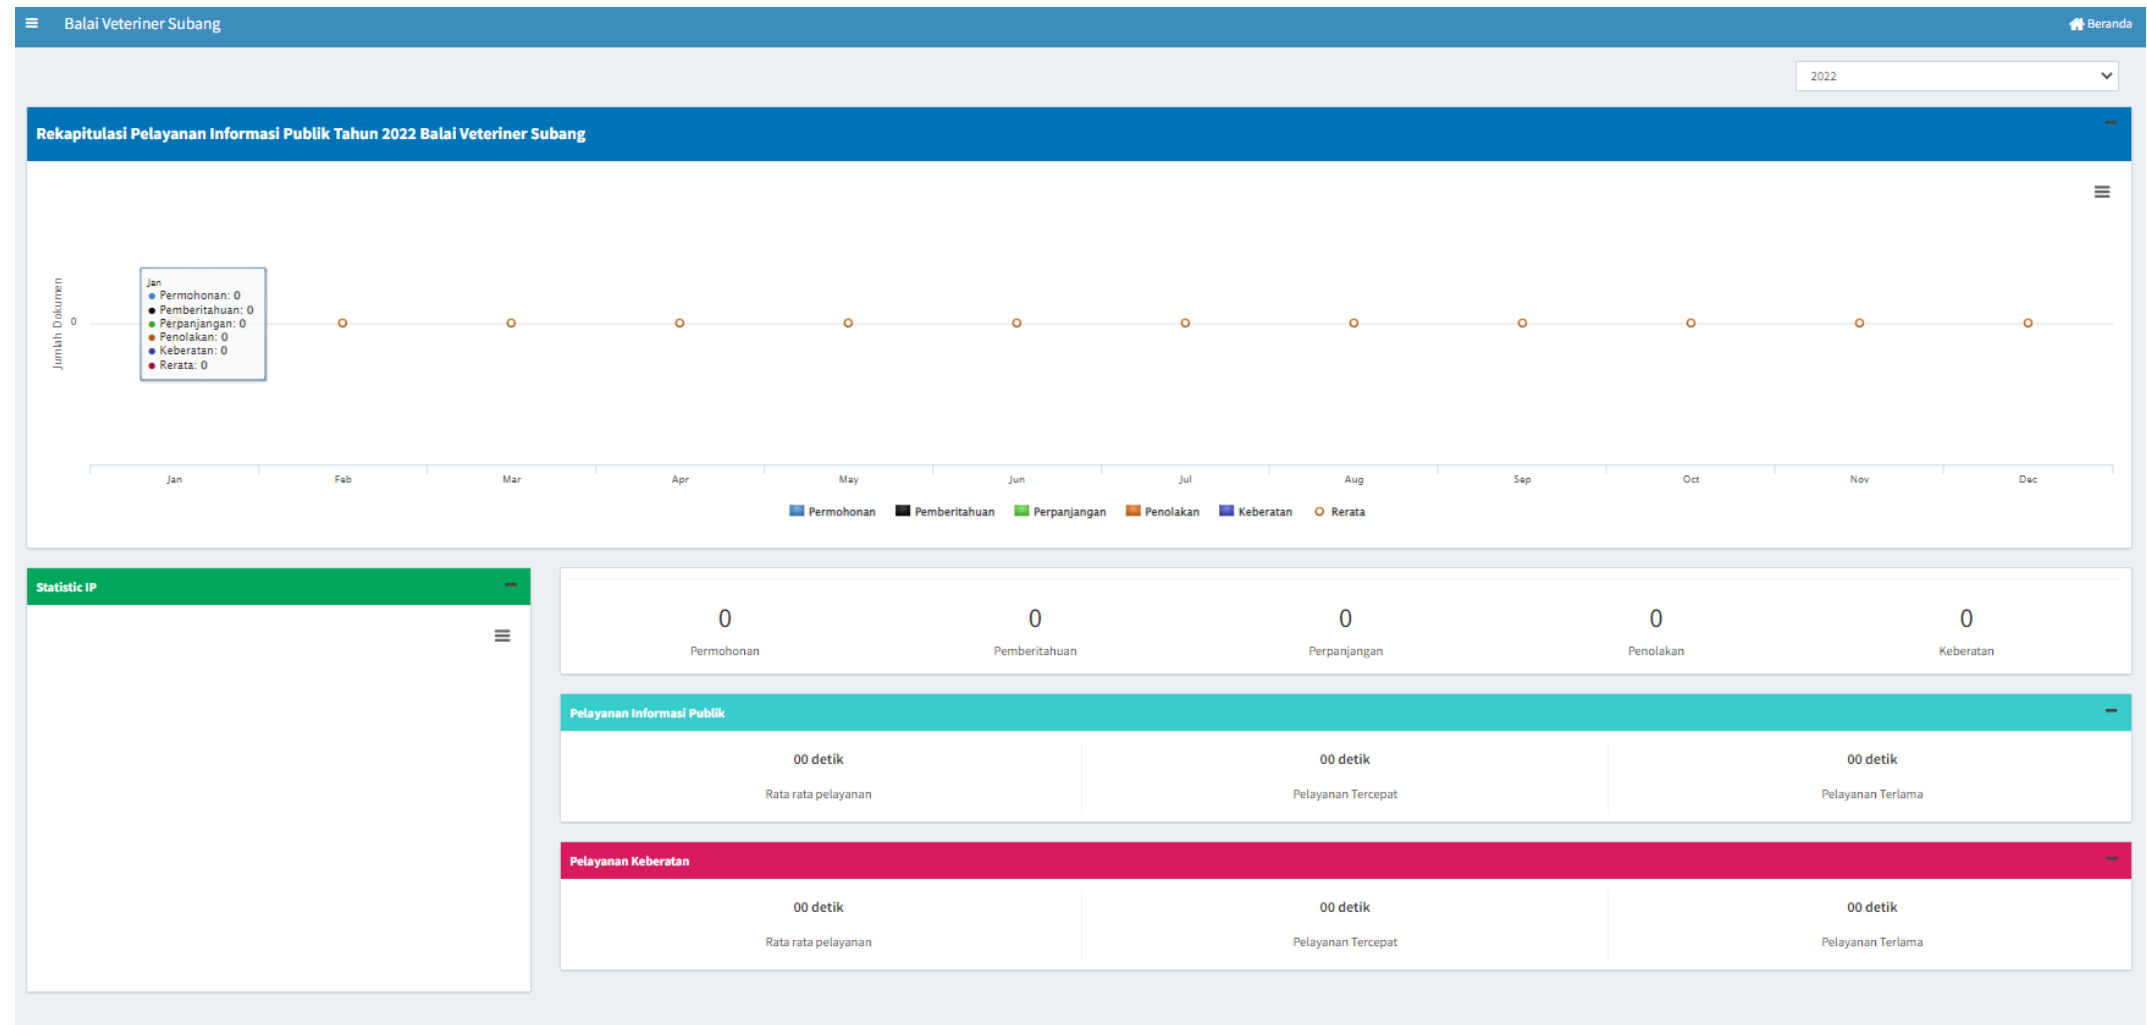 Balai Veteriner Subang
Beranda
2022
Rekapitulasi Pelayanan Informasi Publik Tahun 2022 Balai Veteriner Subang
Jumlah Dokumen
0
Jan
Permohonan: 0
Pemberitahuan: 0
Perpanjangan: 0
Penolakan: 0
Keberatan: 0
Rerata: 0
Jan Feb Mar Apr May Jun Jul Aug Sep Oct Nov Dec
Permohonan Pemberitahuan Perpanjangan Penolakan Keberatan Rerata
Statistic IP
0 0 0 0 0
Permohonan Pemberitahuan Perpanjangan Penolakan Keberatan
Pelayanan Informasi Publik
00 detik 00 detik 00 detik
Rata rata pelayanan Pelayanan Tercepat Pelayanan Terlama
Pelayanan Keberatan
00 detik 00 detik 00 detik
Rata rata pelayanan Pelayanan Tercepat Pelayanan Terlama